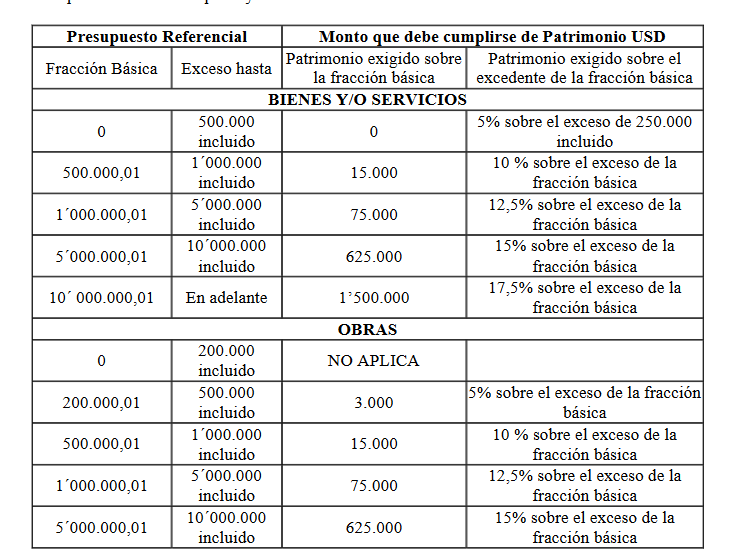 Presupuesto Referencial Monto que debe cumplirse de Patrimonio USD
Fracción Básica Exceso hasta Patrimonio exigido sobre la fracción básica Patrimonio exigido sobre el excedente de la fracción básica
BIENES Y/O SERVICIOS
0 500.000 incluido 0 5% sobre el exceso de 250.000 incluido
500.000,01 1´000.000 incluido 15.000 10 % sobre el exceso de la fracción básica
1´000.000,01 5´000.000 incluido 75.000 12,5% sobre el exceso de la fracción básica
5´000.000,01 10´000.000 incluido 625.000 15% sobre el exceso de la fracción básica
10´ 000.000,01 En adelante 1’500.000 17,5% sobre el exceso de la fracción básica
OBRAS
0 200.000 incluido NO APLICA
200.000,01 500.000 incluido 3.000 5% sobre el exceso de la fracción básica
500.000,01 1´000.000 incluido 15.000 10 % sobre el exceso de la fracción básica
1´000.000,01 5´000.000 incluido 75.000 12,5% sobre el exceso de la fracción básica
5´000.000,01 10´000.000 incluido 625.000 15% sobre el exceso de la fracción básica